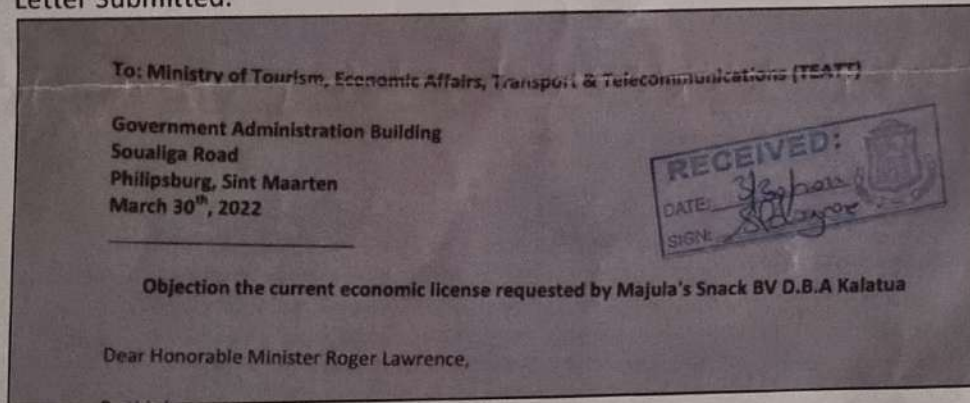 Letter Submitted:
To: Ministry of Tourism, Economic Affairs, Transport & Telecommunications (TEATT)
Government Administration Building
Soualiga Road
Philipsburg, Sint Maarten
March 30th, 2022
RECEIVED:
DATE:
SIGN:
Objection the current economic license requested by Majula's Snack BV D.B.A Kalatua
Dear Honorable Minister Roger Lawrence,